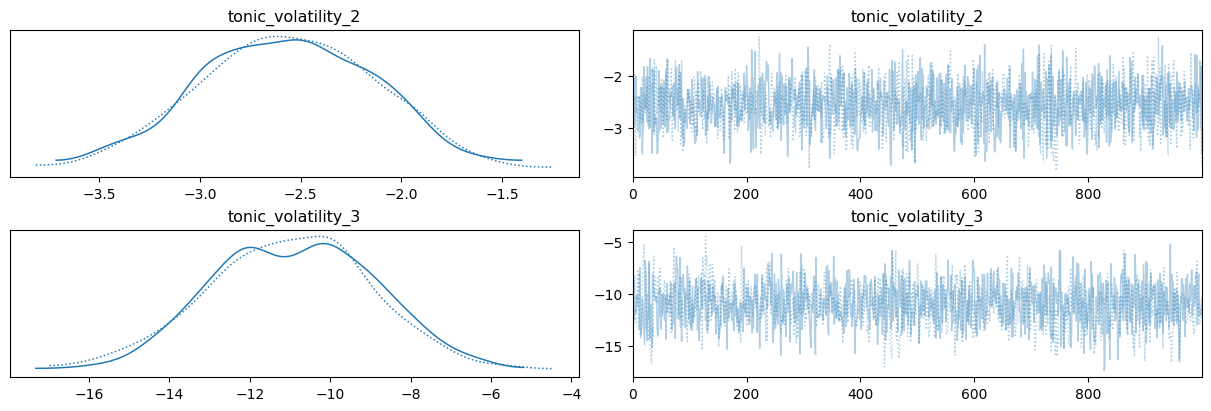 tonic_volatility_2
−3.5 −3.0 −2.5 −2.0 −1.5
tonic_volatility_2
−2
−3
0 200 400 600 800
tonic_volatility_3
−16 −14 −12 −10 −8 −6 −4
tonic_volatility_3
−5
−10
−15
0 200 400 600 800